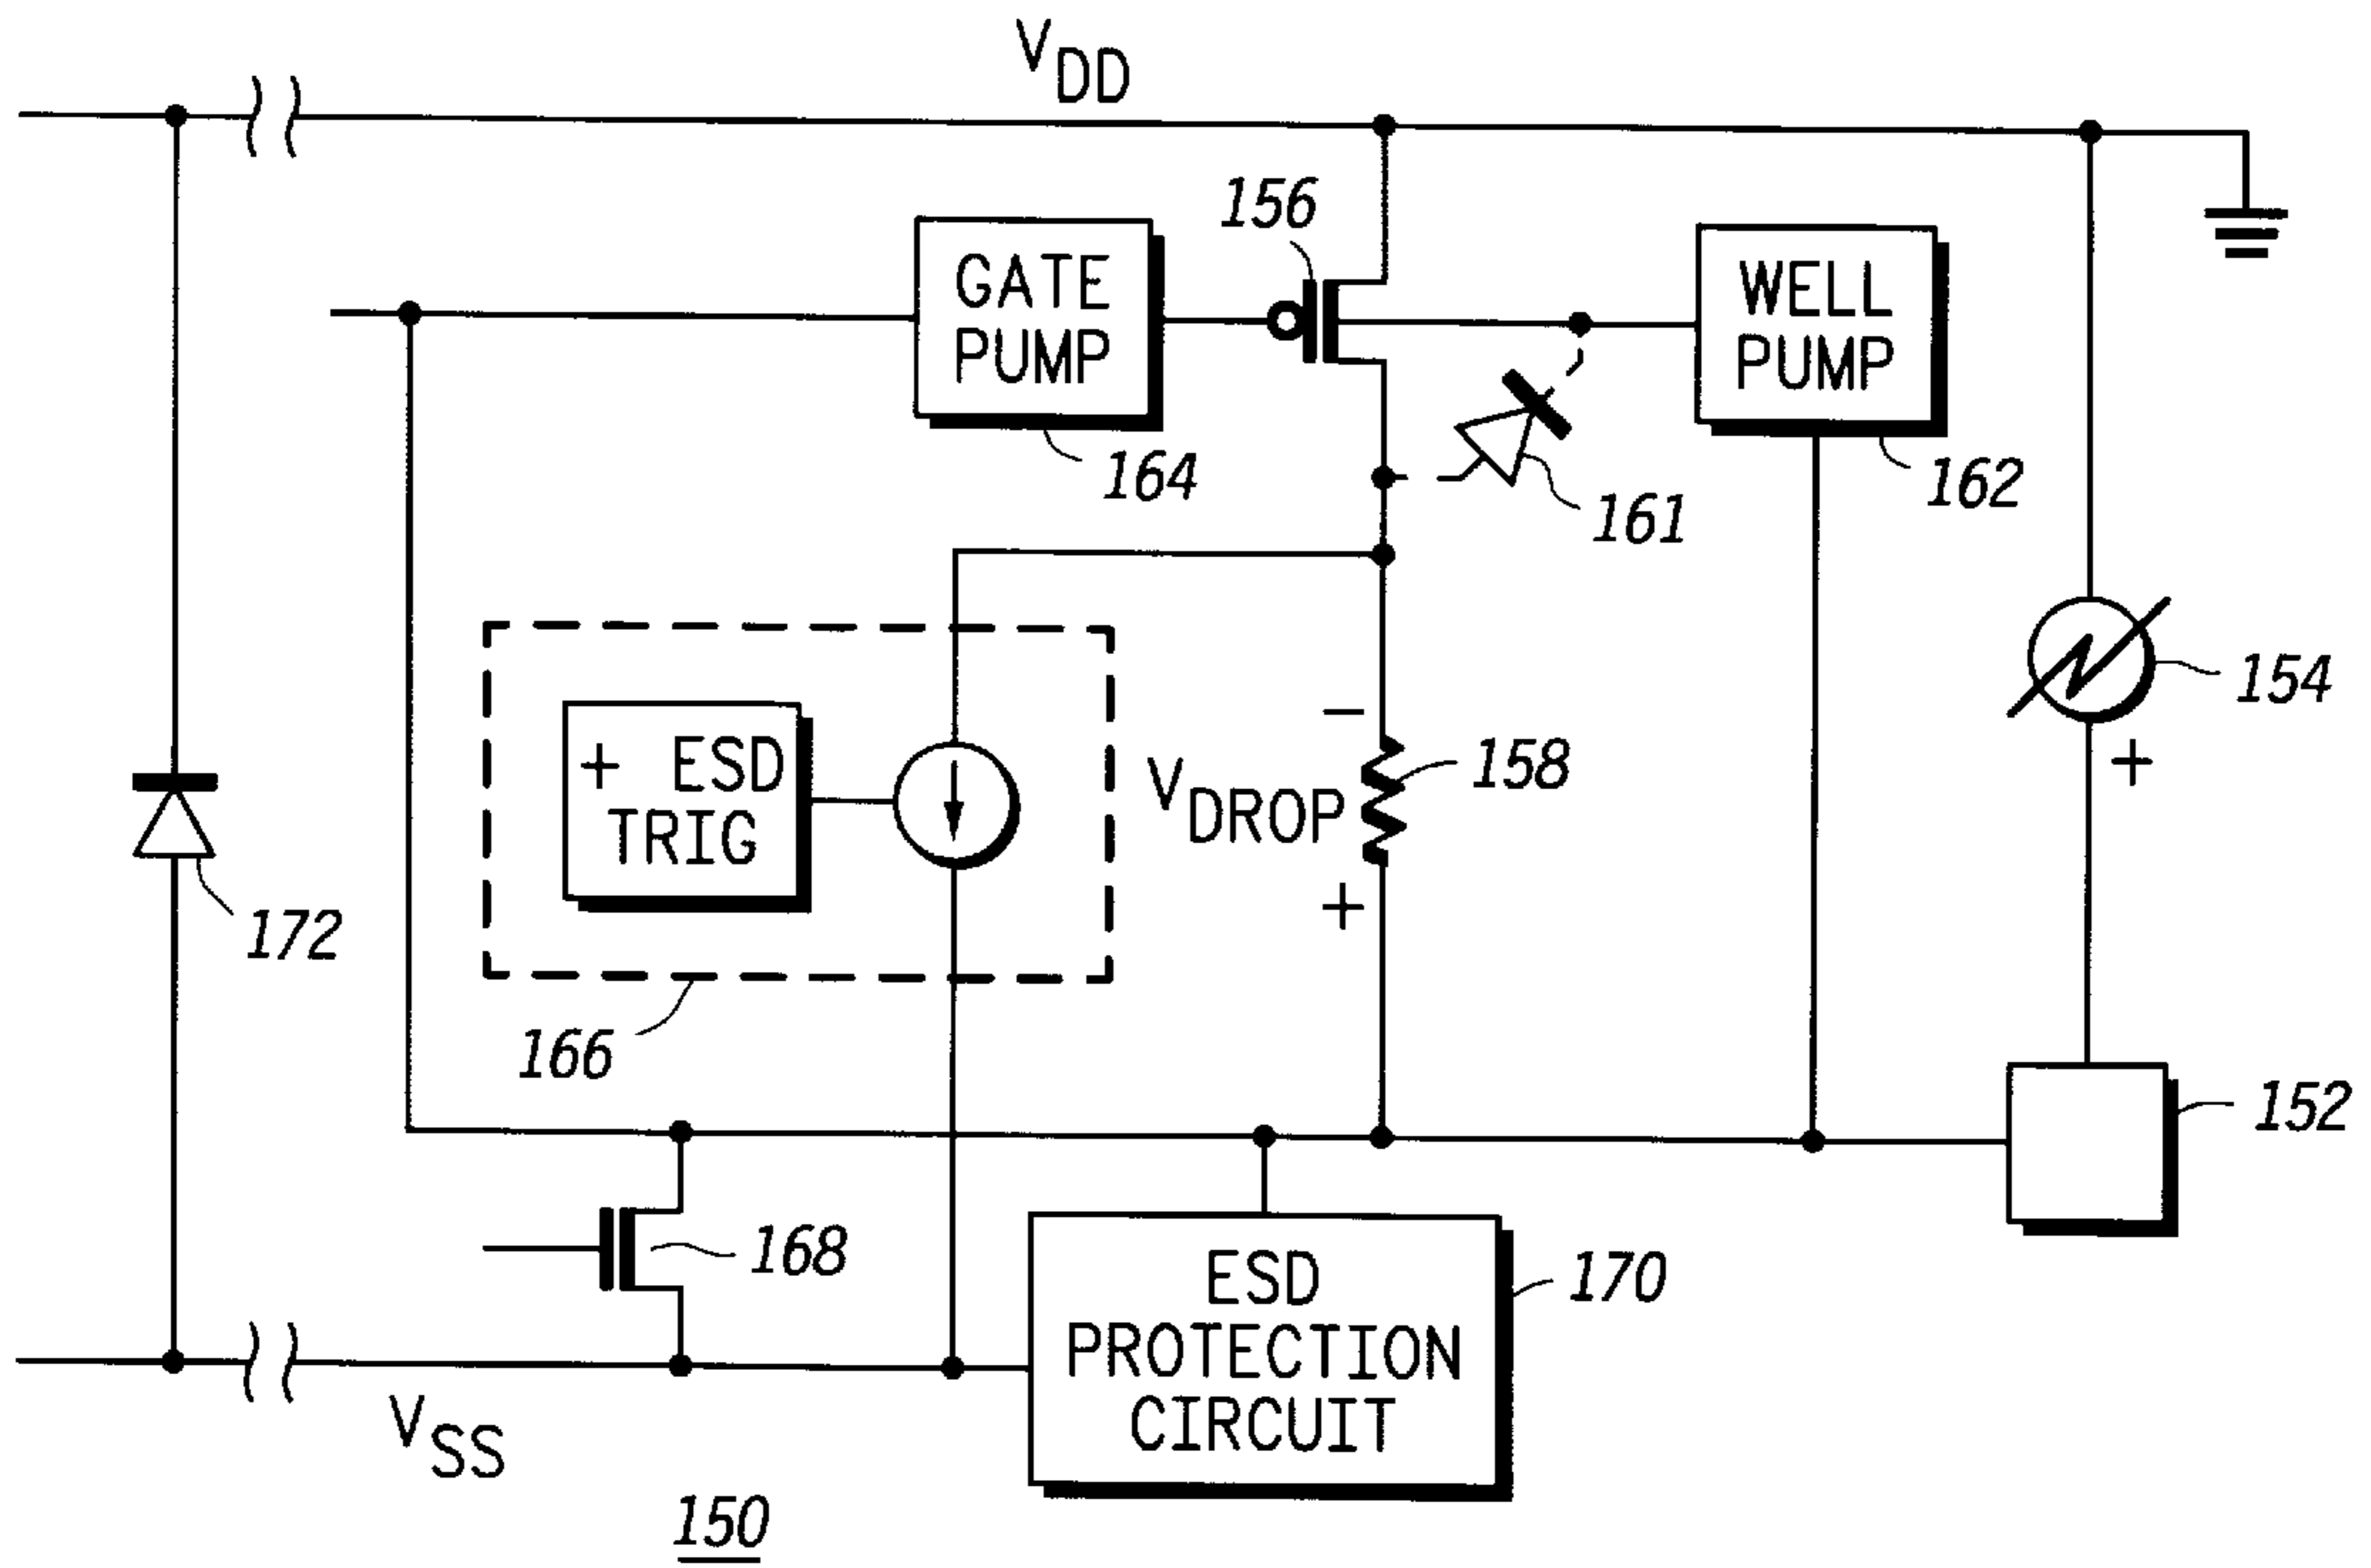 VDD
156
GATE
PUMP
WELL
PUMP
164
161
162
154
+ ESD
TRIG
−
VDROP
158
+
+
172
166
152
168
ESD
PROTECTION
CIRCUIT
170
VSS
150